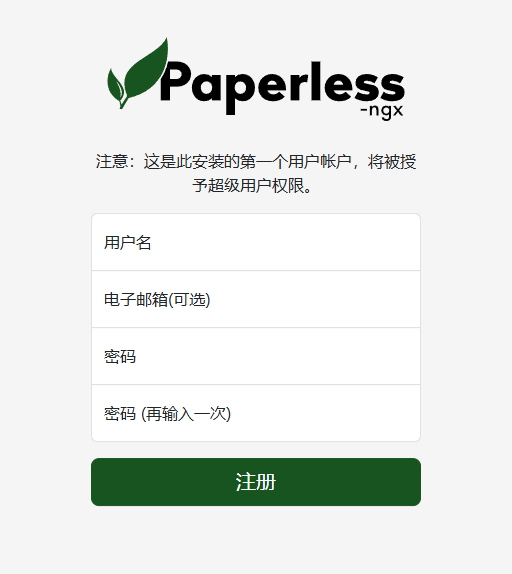 Paperless
-ngx
注意：这是此安装的第一个用户帐户，将被授
予超级用户权限。
用户名
电子邮箱(可选)
密码
密码 (再输入一次)
注册